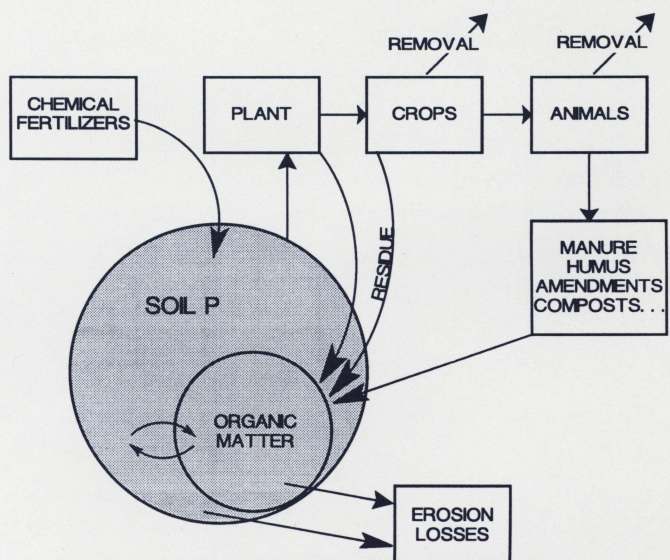 REMOVAL
REMOVAL
CHEMICAL
FERTILIZERS
PLANT
CROPS
ANIMALS
RESIDUE
MANURE
HUMUS
AMENDMENTS
COMPOSTS. . .
SOIL P
ORGANIC
MATTER
EROSION
LOSSES